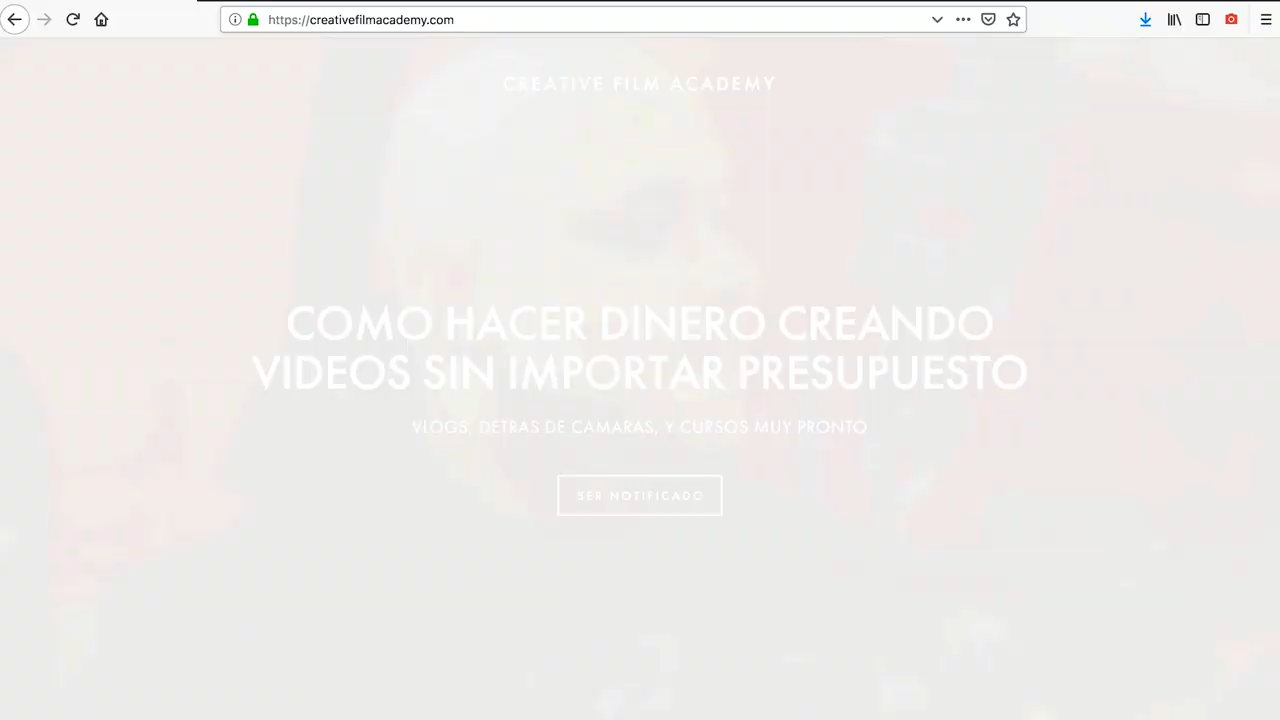 https://creativefilmacademy.com
CREATIVE FILM ACADEMY
COMO HACER DINERO CREANDO
VIDEOS SIN IMPORTAR PRESUPUESTO
VLOGS, DETRAS DE CAMARAS, Y CURSOS MUY PRONTO
SER NOTIFICADO